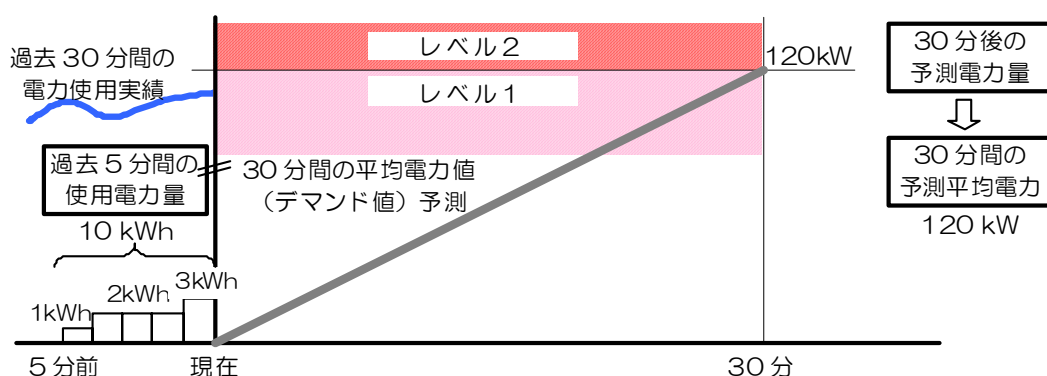 過去30分間の
電力使用実績
レベル2
レベル1
120kW
30分後の
予測電力量
30分間の
予測平均電力
120 kW
過去5分間の
使用電力量
30分間の平均電力値
（デマンド値）予測
10 kWh
1kWh
2kWh
3kWh
5分前
現在
30分